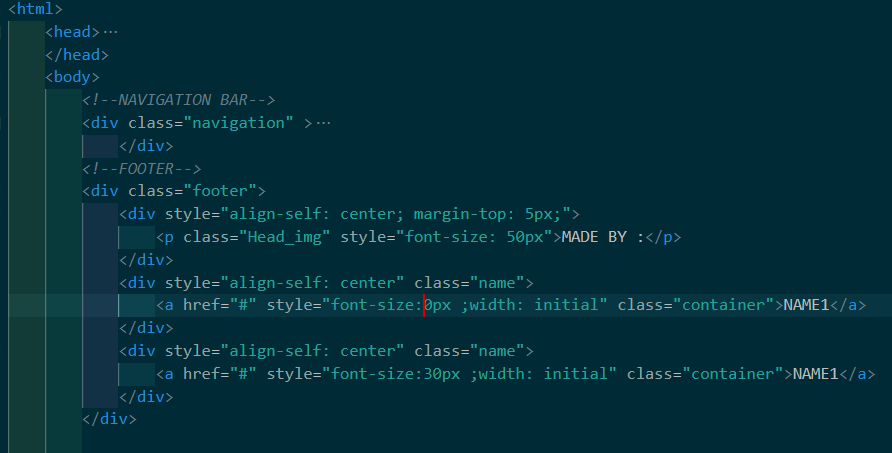 <html>
<head>...
</head>
<body>
<!--NAVIGATION BAR-->
<div class="navigation" >...
</div>
<!--FOOTER-->
<div class="footer">
<div style="align-self: center; margin-top: 5px;">
<p class="Head_img" style="font-size: 50px">MADE BY :</p>
</div>
<div style="align-self: center" class="name">
<a href="#" style="font-size:0px ;width: initial" class="container">NAME1</a>
</div>
<div style="align-self: center" class="name">
<a href="#" style="font-size:30px ;width: initial" class="container">NAME1</a>
</div>
</div>